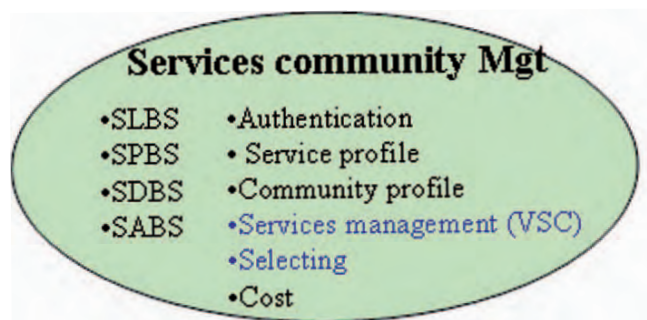 Services community Mgt
•SLBS •Authentication
•SPBS • Service profile
•SDBS •Community profile
•SABS •Services management (VSC)
•Selecting
•Cost